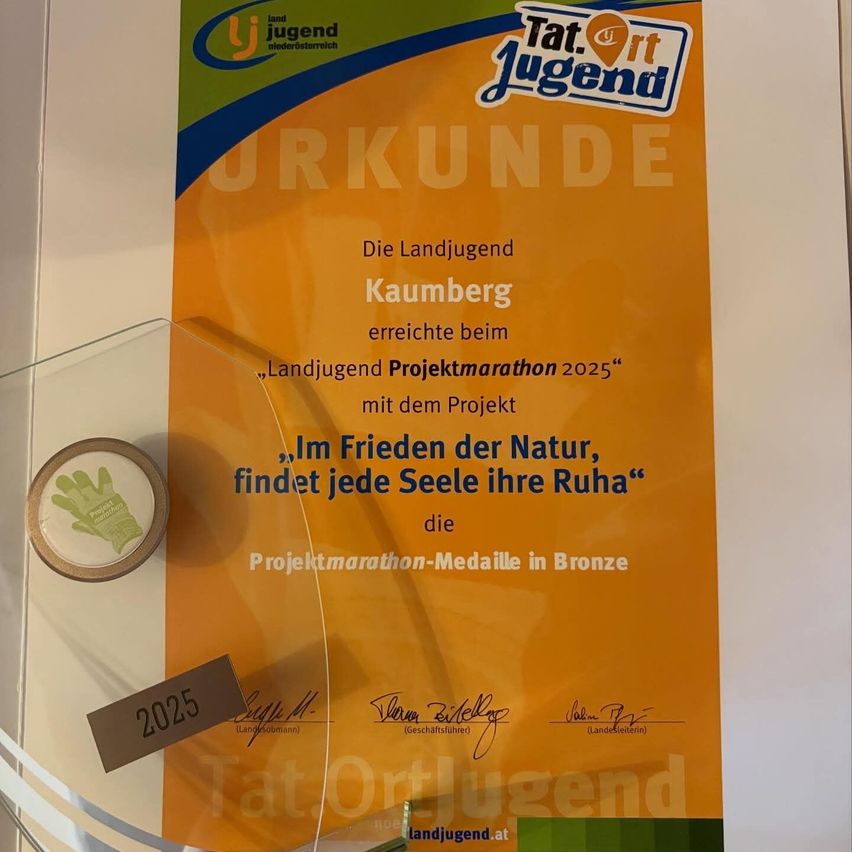 land
jugend
niederösterreich
Tat.Ort
Jugend
URKUNDE
Die Landjugend
Kaumberg
erreichte beim
„Landjugend Projektmarathon 2025“
mit dem Projekt
„Im Frieden der Natur,
findet jede Seele ihre Ruha“
die
Projektmarathon-Medaille in Bronze
Projekt
marathon
2025
(Landesobmann)
(Geschäftsführer)
(Landesleiterin)
Tat.OrtJugend
landjugend.at